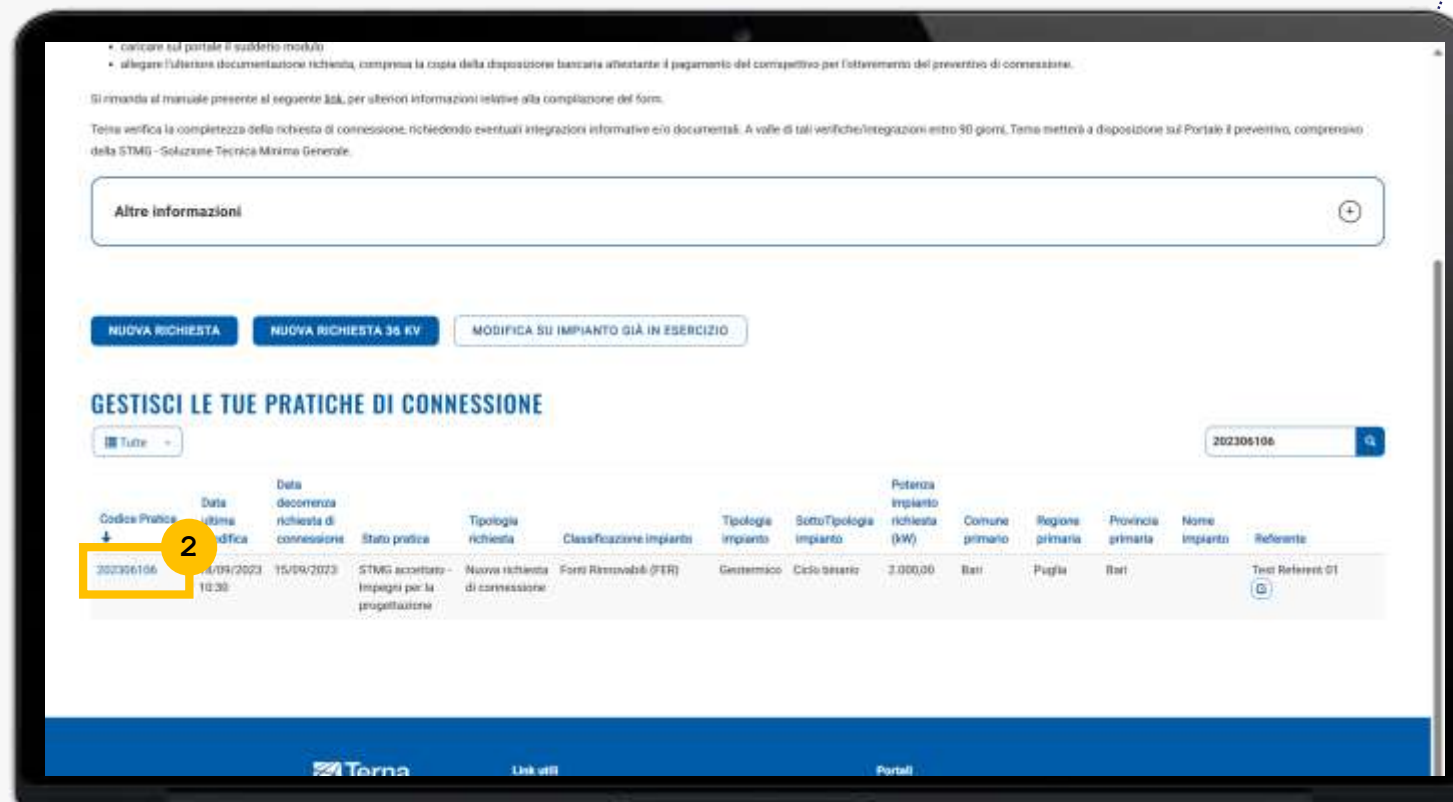 • caricare sul portale il suddetto modulo
• allegare l'ulteriore documentazione richiesta, compresa la copia della disposizione bancaria attestante il pagamento del corrispettivo per l'ottenimento del preventivo di connessione.
Si rimanda al manuale presente al seguente link, per ulteriori informazioni relative alla compilazione del form.
Terna verifica la completezza della richiesta di connessione, richiedendo eventuali integrazioni informative e/o documentali. A valle di tali verifiche/integrazioni entro 90 giorni, Terna metterà a disposizione sul Portale il preventivo, comprensivo
della STMG - Soluzione Tecnica Minima Generale.
Altre informazioni
NUOVA RICHIESTA NUOVA RICHIESTA 36 KV MODIFICA SU IMPIANTO GIÀ IN ESERCIZIO
GESTISCI LE TUE PRATICHE DI CONNESSIONE
Tutte
202306106
Data Potenza
Data decorrenza impianto
Codice Pratica ultima richiesta di Tipologia Tipologia SottoTipologia richiesta Comune Regione Provincia Nome
connessione Stato pratica richiesta Classificazione impianto impianto impianto (kW) primario primaria primaria impianto Referente
2
202306106 /09/2023 15/09/2023 STMG accettato - Nuova richiesta Fonti Rinnovabili (FER) Geotermico Ciclo binario 2.000,00 Bari Puglia Bari Test Referent 01
10:30 Impegni per la di connessione
progettazione
Terna Link utili Portali